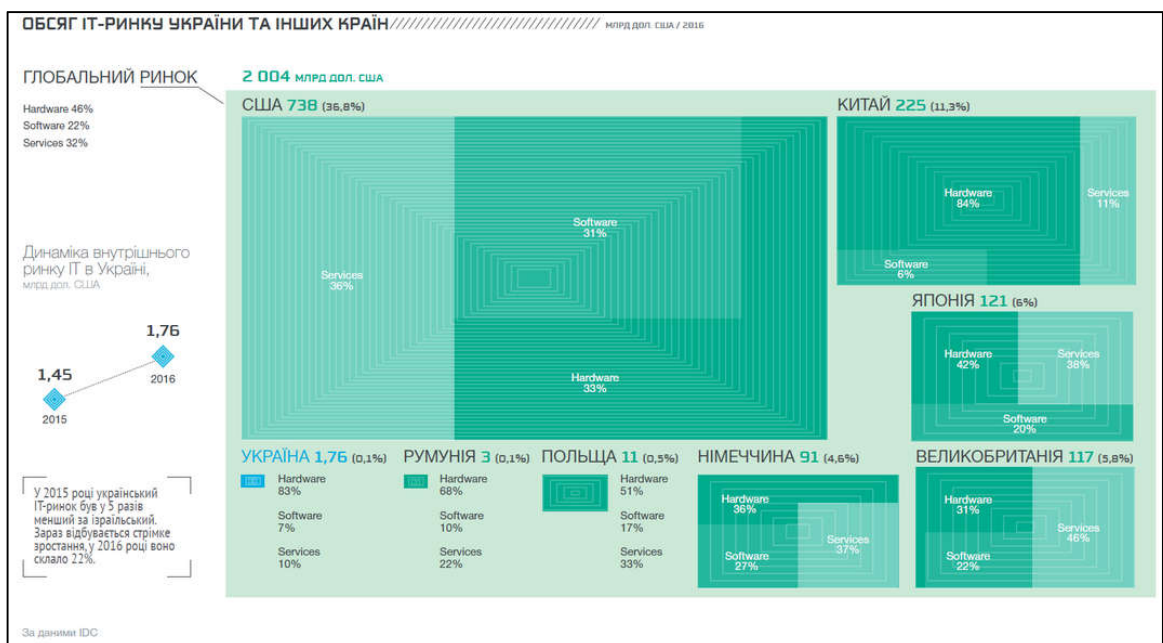 ОБСЯГ ІТ-РИНКУ УКРАЇНИ ТА ІНШИХ КРАЇН МЛРД ДОЛ. США / 2016
ГЛОБАЛЬНИЙ РИНОК
Hardware 46%
Software 22%
Services 32%
2 004 МЛРД ДОЛ. США
США 738 (36,8%)
Services
36%
Software
31%
Hardware
33%
КИТАЙ 225 (11,3%)
Hardware
84%
Services
11%
Software
6%
Динаміка внутрішнього
ринку ІТ в Україні,
МЛРД ДОЛ. США
1,45
2015
1,76
2016
ЯПОНІЯ 121 (6%)
Hardware
42%
Services
38%
Software
20%
УКРАЇНА 1,76 (0,1%)
Hardware
83%
Software
7%
Services
10%
РУМУНІЯ 3 (0,1%)
Hardware
68%
Software
10%
Services
22%
ПОЛЬЩА 11 (0,5%)
Hardware
51%
Software
17%
Services
33%
НІМЕЧЧИНА 91 (4,6%)
Hardware
36%
Services
37%
Software
27%
ВЕЛИКОБРИТАНІЯ 117 (5,8%)
Hardware
31%
Services
46%
Software
22%
У 2015 році український
ІТ-ринок був у 5 разів
менший за ізраїльський.
Зараз відбувається стрімке
зростання, у 2016 році воно
склало 22%.
За даними IDC